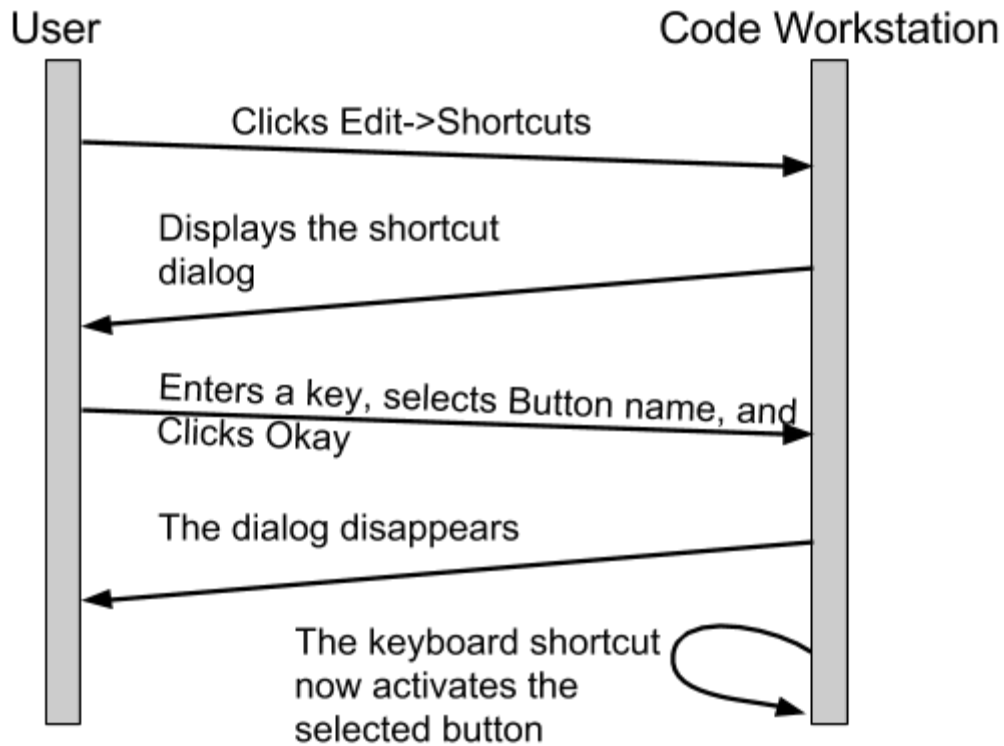 User
Code Workstation
Clicks Edit->Shortcuts
Displays the shortcut
dialog
Enters a key, selects Button name, and
Clicks Okay
The dialog disappears
The keyboard shortcut
now activates the
selected button